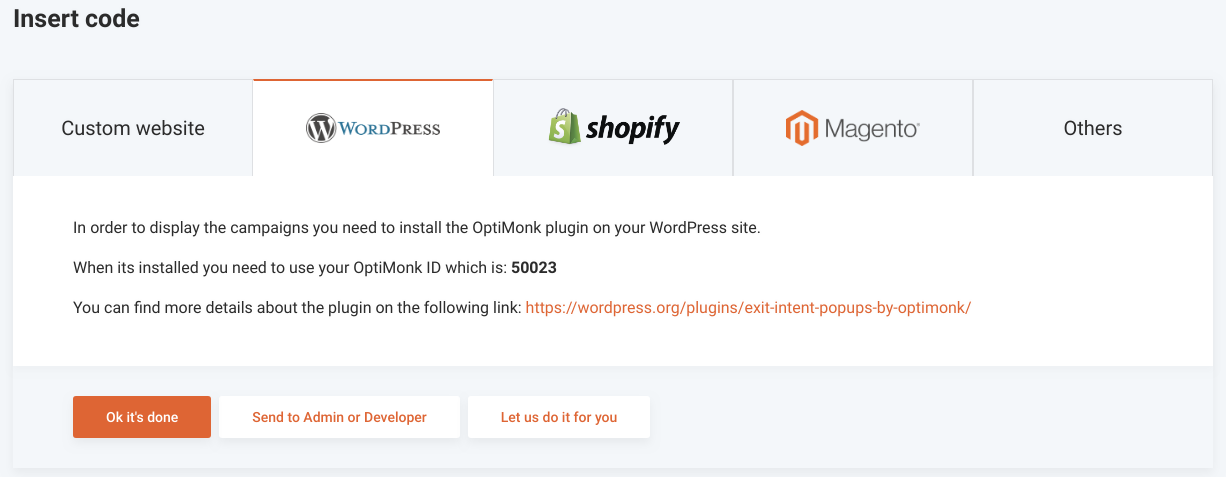 Insert code
Custom website
WORDPRESS
shopify
Magento
Others
In order to display the campaigns you need to install the OptiMonk plugin on your WordPress site.
When its installed you need to use your OptiMonk ID which is: 50023
You can find more details about the plugin on the following link: https://wordpress.org/plugins/exit-intent-popups-by-optimonk/
Ok it's done
Send to Admin or Developer
Let us do it for you